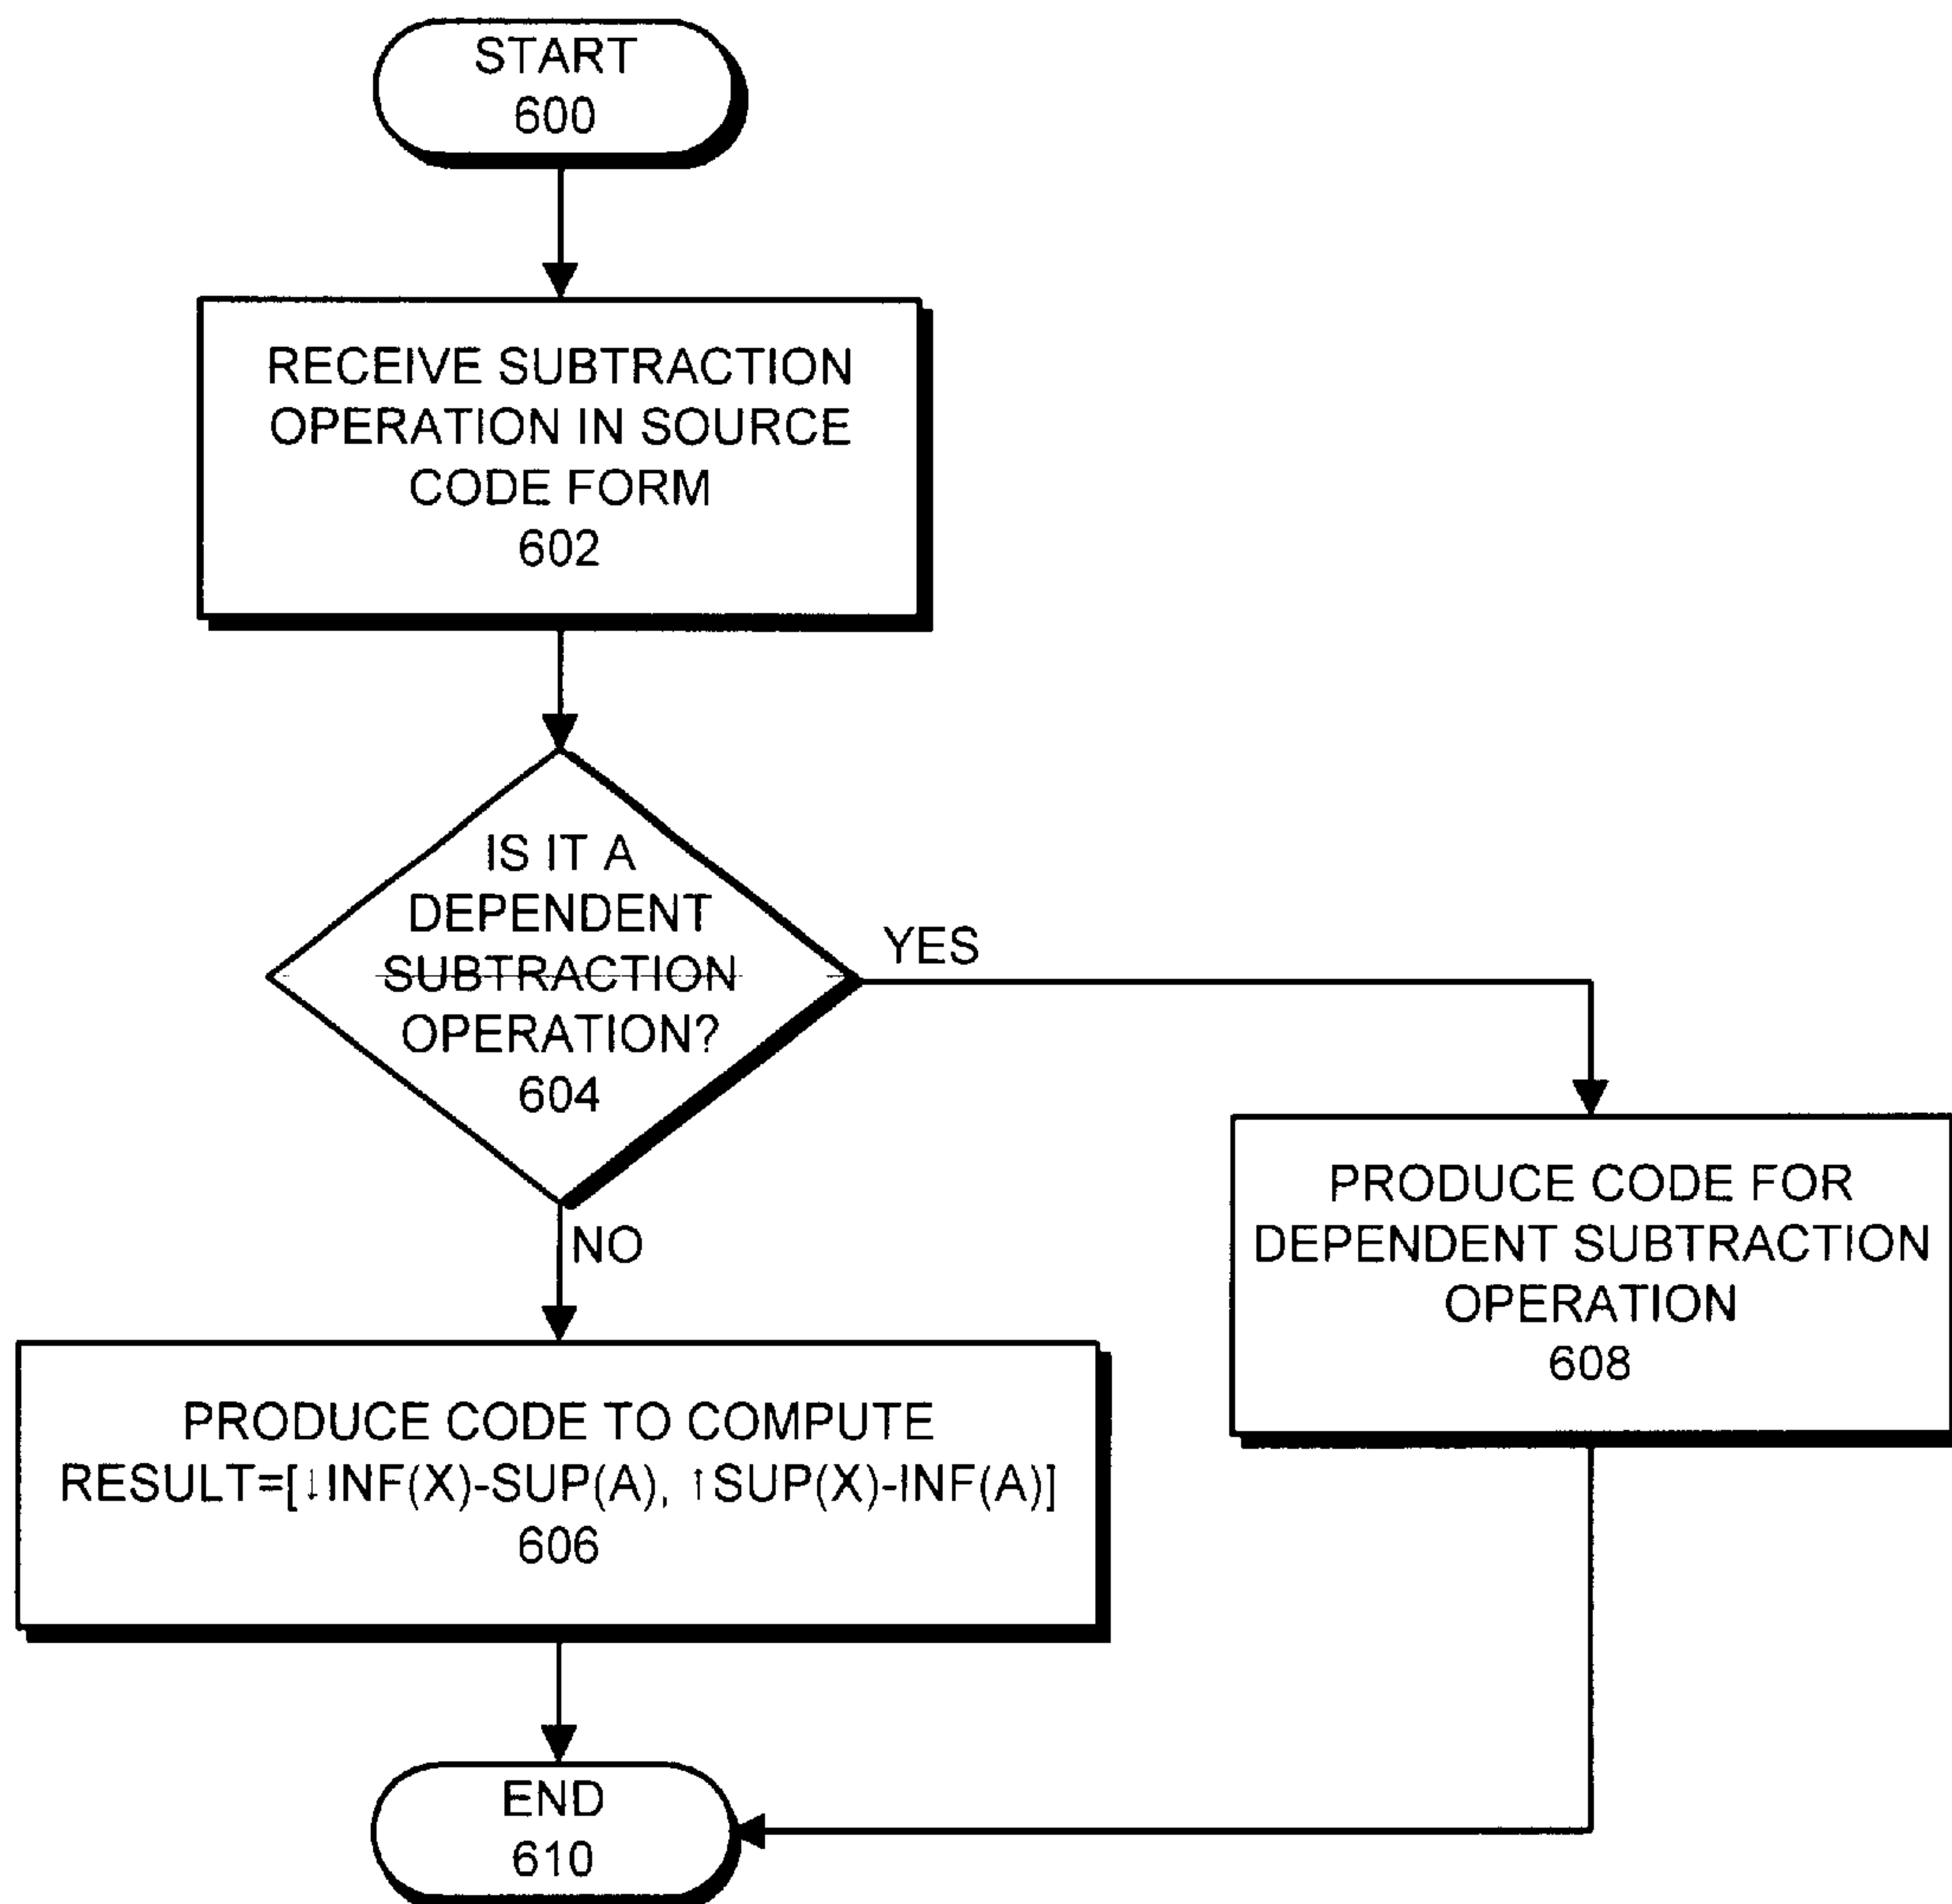 START
600
RECEIVE SUBTRACTION
OPERATION IN SOURCE
CODE FORM
602
IS IT A
DEPENDENT
SUBTRACTION
OPERATION?
604
YES
NO
PRODUCE CODE FOR
DEPENDENT SUBTRACTION
OPERATION
608
PRODUCE CODE TO COMPUTE
RESULT=[↓INF(X)-SUP(A), ↑SUP(X)-INF(A)]
606
END
610